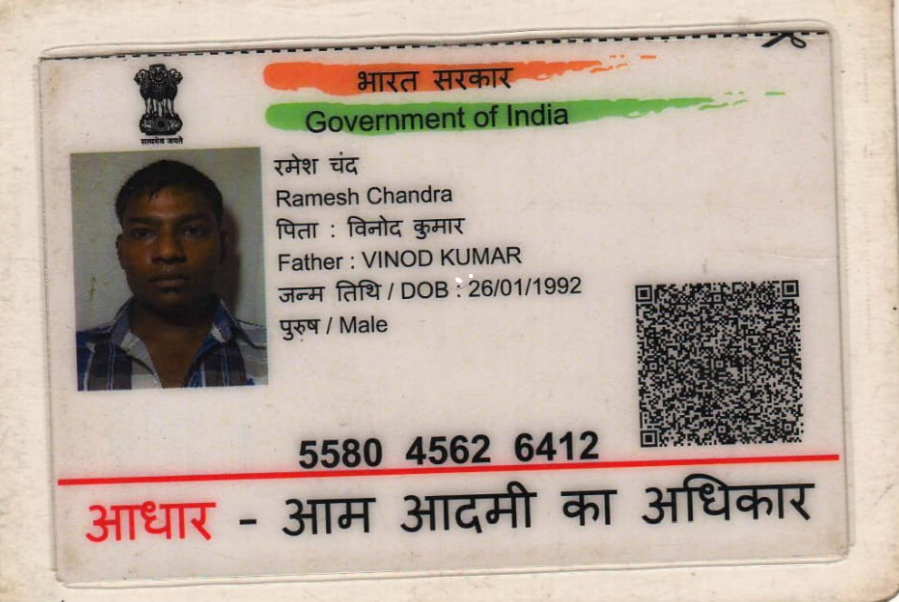 भारत सरकार
Government of India
सत्यमेव जयते
रमेश चंद
Ramesh Chandra
पिता : विनोद कुमार
Father : VINOD KUMAR
जन्म तिथि / DOB : 26/01/1992
पुरुष / Male
5580 4562 6412
आधार - आम आदमी का अधिकार